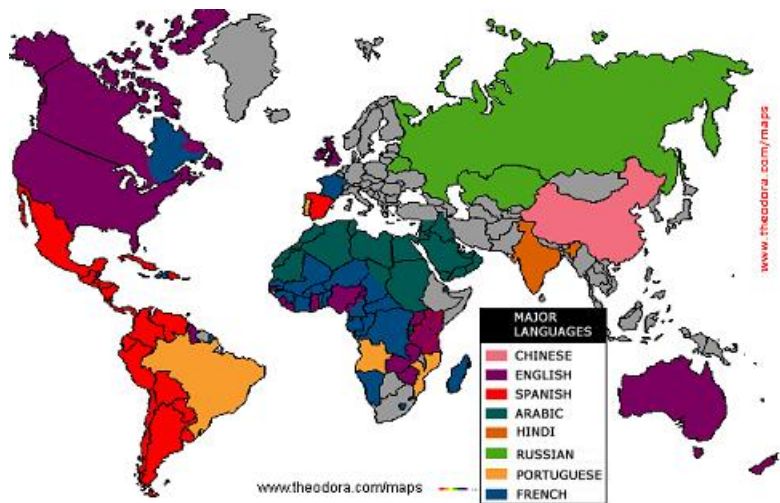 www.theodora.com/maps
MAJOR
LANGUAGES
CHINESE
ENGLISH
SPANISH
ARABIC
HINDI
RUSSIAN
PORTUGUESE
FRENCH
www.theodora.com/maps